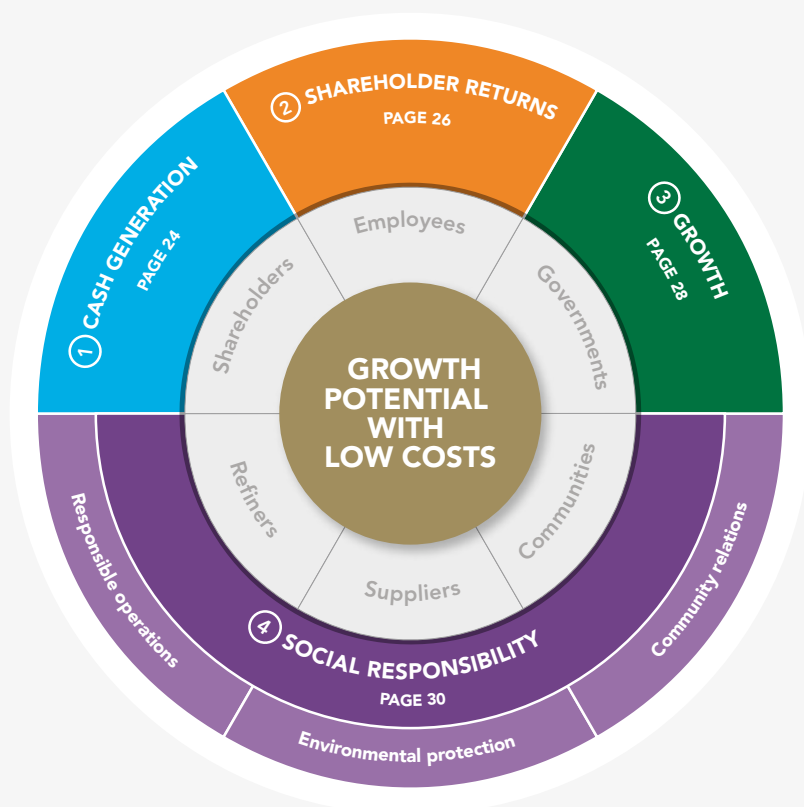 1 CASH GENERATION
PAGE 24
2 SHAREHOLDER RETURNS
PAGE 26
3 GROWTH
PAGE 28
Shareholders
Employees
Governments
Communities
Suppliers
Refiners
GROWTH
POTENTIAL
WITH
LOW COSTS
4 SOCIAL RESPONSIBILITY
PAGE 30
Responsible operations
Environmental protection
Community relations